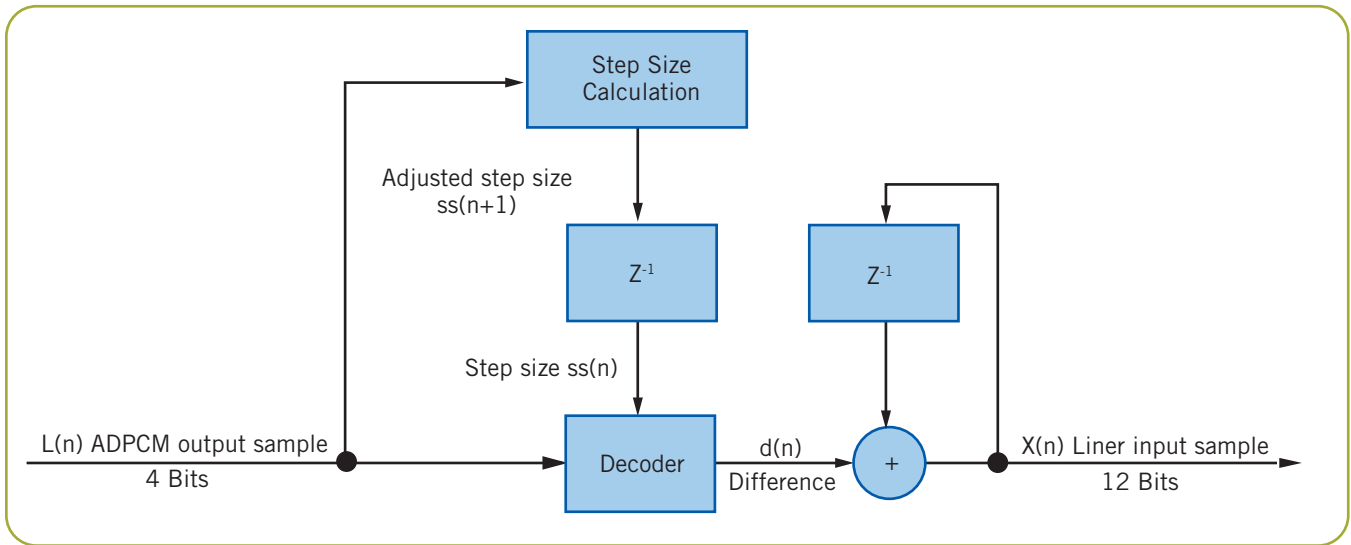 Step Size
Calculation
Adjusted step size
ss(n+1)
Z-1
Z-1
Step size ss(n)
L(n) ADPCM output sample
4 Bits
Decoder
d(n)
Difference
+
X(n) Liner input sample
12 Bits